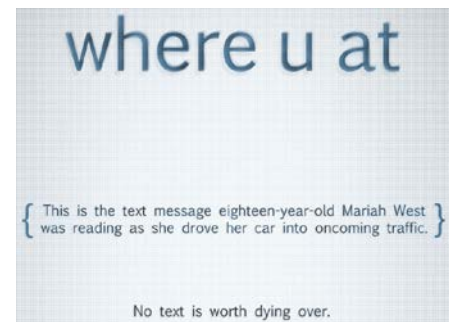 where u at
{ This is the text message eighteen-year-old Mariah West }
was reading as she drove her car into oncoming traffic.
No text is worth dying over.